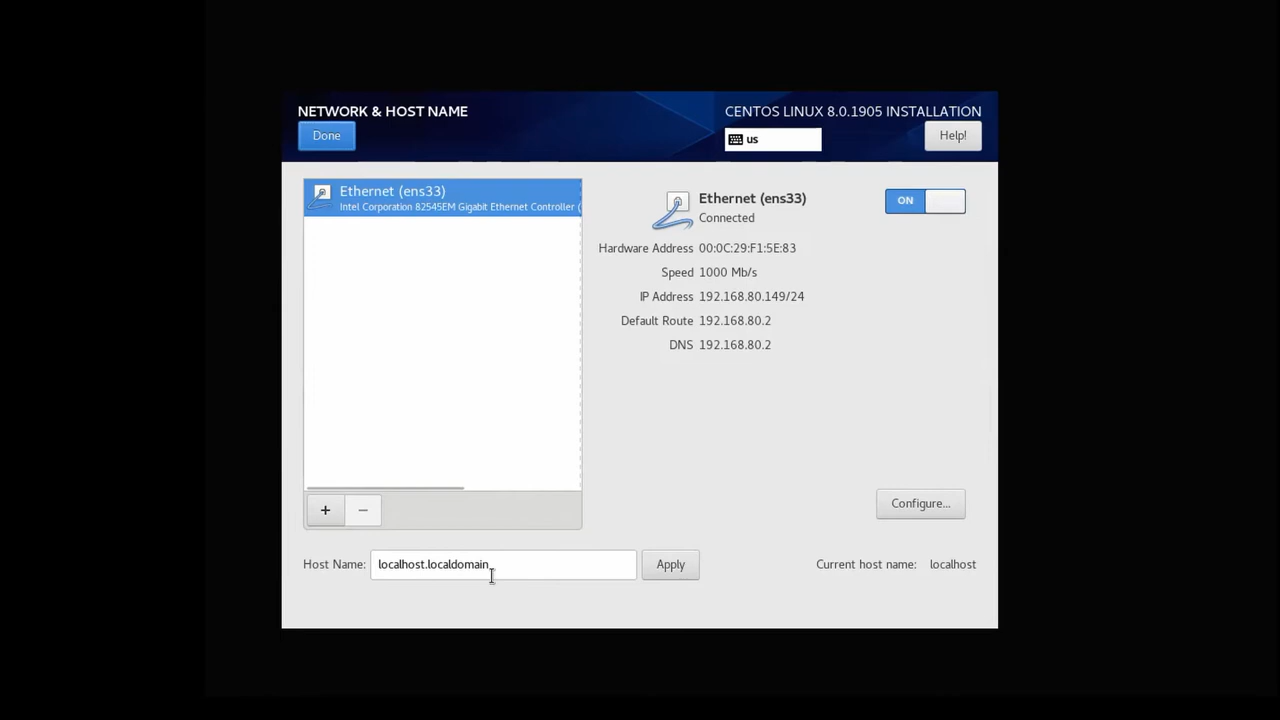 NETWORK & HOST NAME
Done
CENTOS LINUX 8.0.1905 INSTALLATION
us
Help!
Ethernet (ens33)
Intel Corporation 82545EM Gigabit Ethernet Controller (
Ethernet (ens33)
Connected
ON
Hardware Address 00:0C:29:F1:5E:83
Speed 1000 Mb/s
IP Address 192.168.80.149/24
Default Route 192.168.80.2
DNS 192.168.80.2
+ −
Configure...
Host Name: localhost.localdomain
Apply
Current host name: localhost